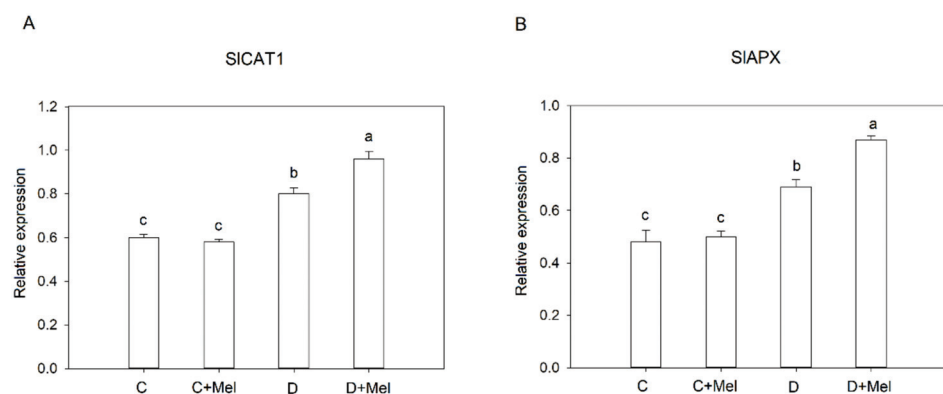 A
SlCAT1
Relative expression
1.2
1.0
0.8
0.6
0.4
0.2
0.0
c
c
b
a
C
C+Mel
D
D+Mel
B
SlAPX
Relative expression
1.0
0.8
0.6
0.4
0.2
0.0
c
c
b
a
C
C+Mel
D
D+Mel